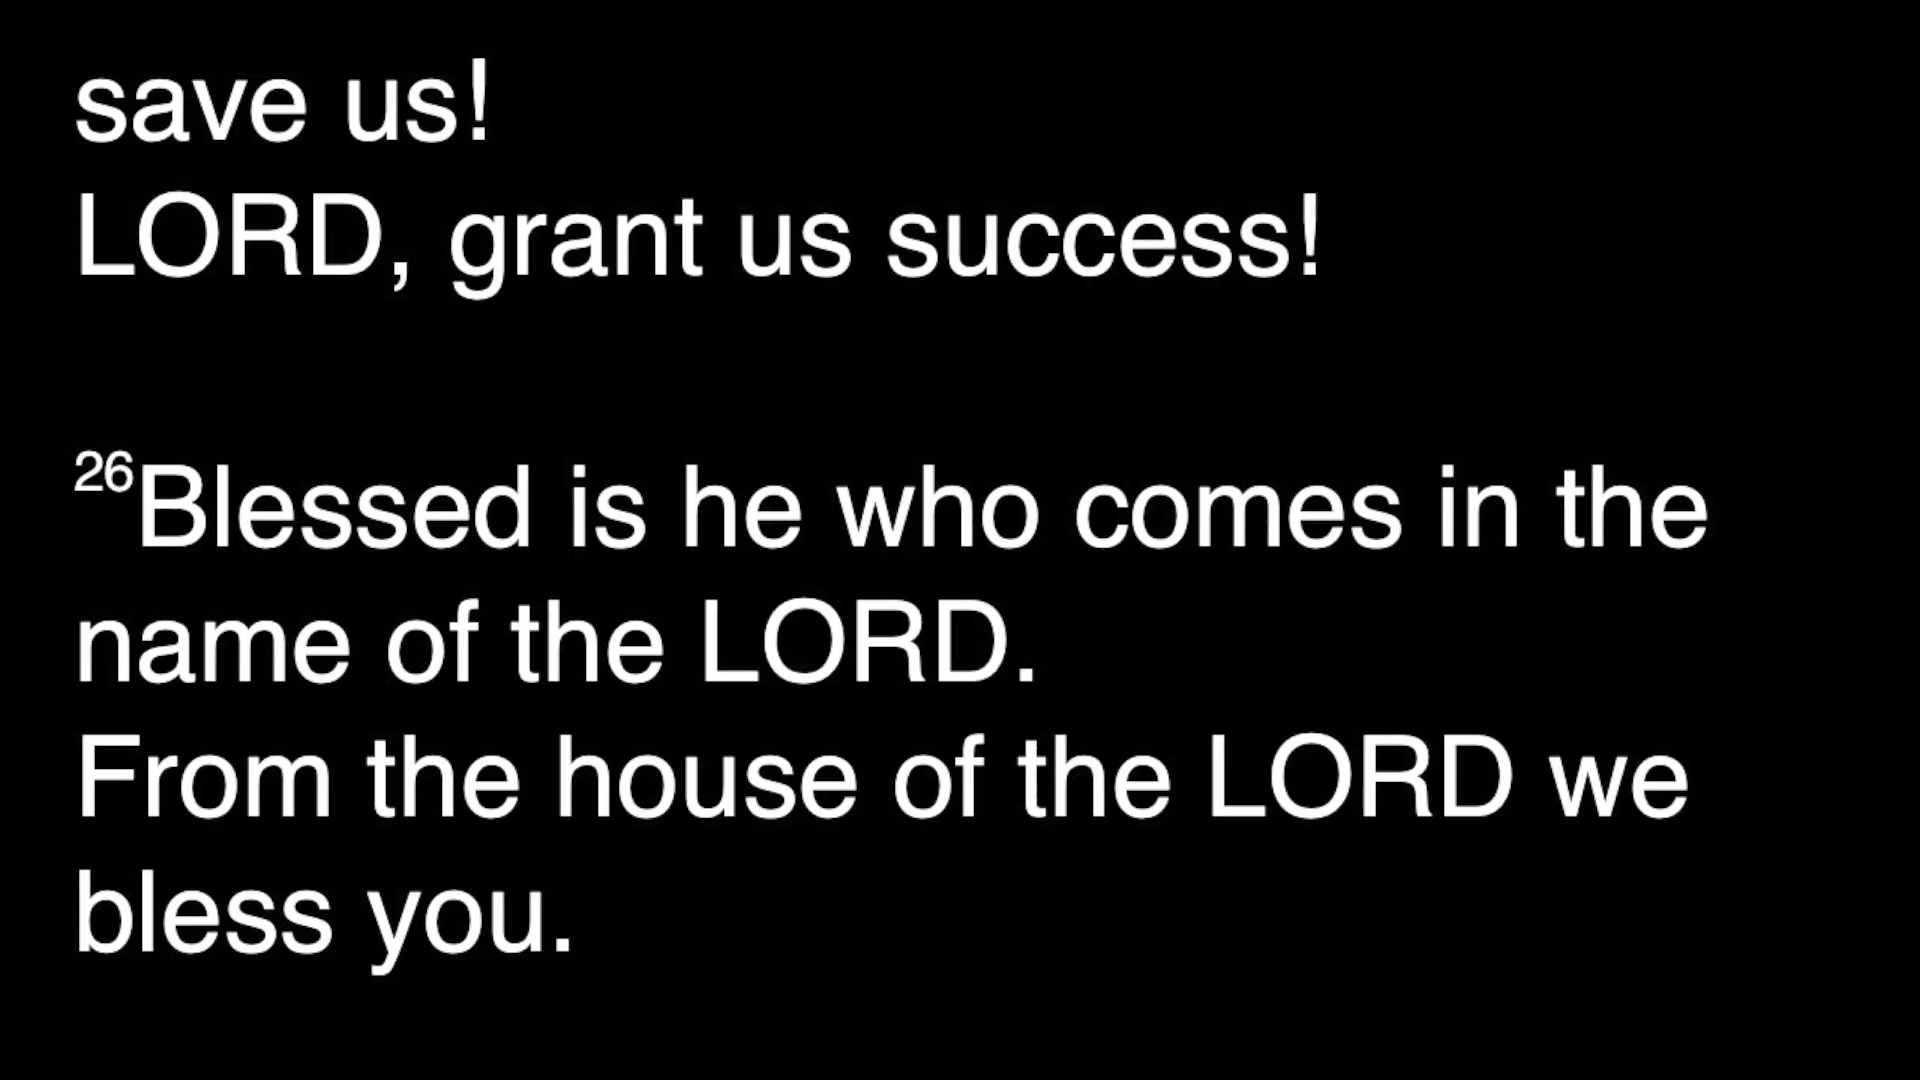 save us!
LORD, grant us success!
26Blessed is he who comes in the
name of the LORD.
From the house of the LORD we
bless you.